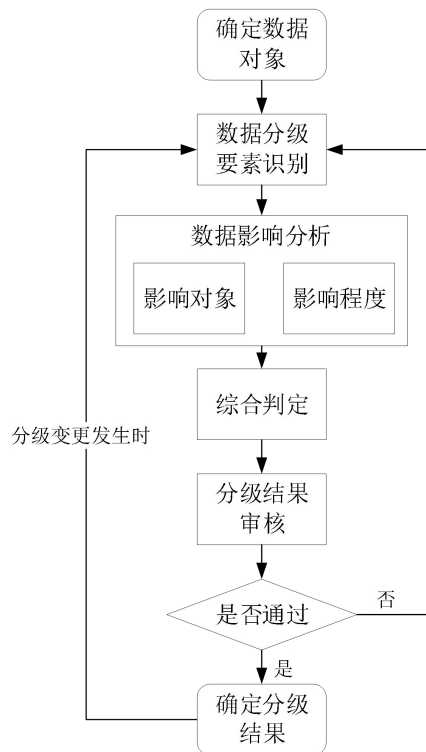 确定数据
对象
数据分级
要素识别
数据影响分析
影响对象
影响程度
综合判定
分级变更发生时
分级结果
审核
是否通过
否
是
确定分级
结果